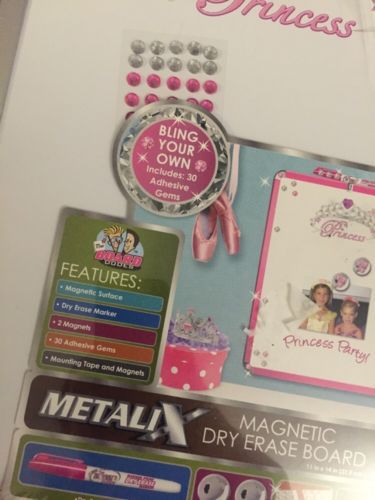 Princess
BLING
YOUR
OWN
Includes: 30
Adhesive
Gems
Princess
The
BOARD
DUDES
FEATURES:
• Magnetic Surface
• Dry Erase Marker
• 2 Magnets
• 30 Adhesive Gems
• Mounting Tape and Magnets
Princess Party!
METALIX
MAGNETIC
DRY ERASE BOARD